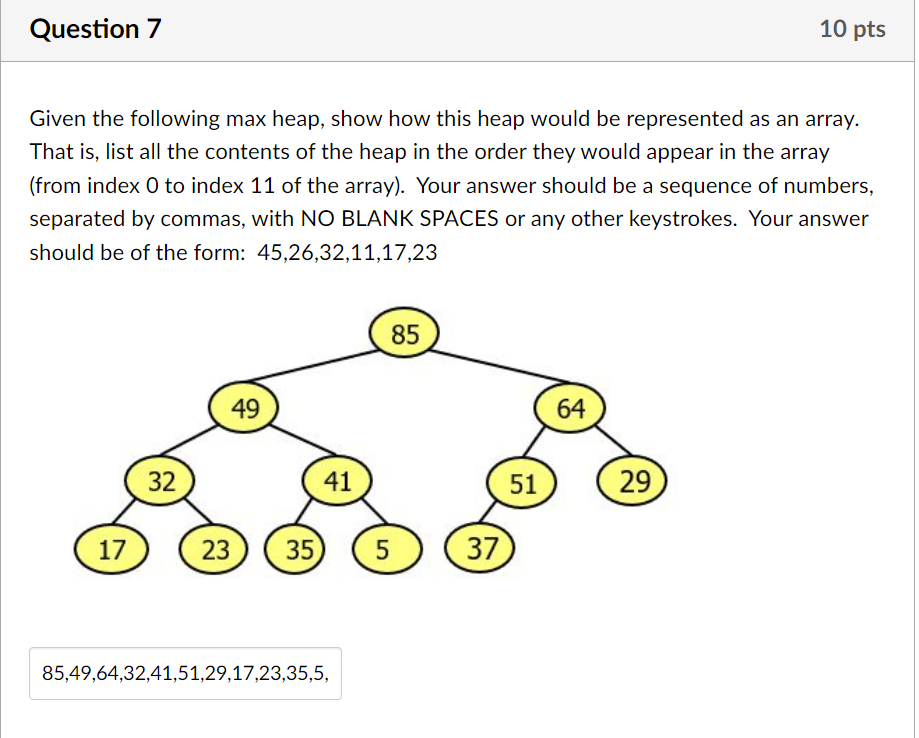 Question 7
10 pts
Given the following max heap, show how this heap would be represented as an array.
That is, list all the contents of the heap in the order they would appear in the array
(from index 0 to index 11 of the array).  Your answer should be a sequence of numbers,
separated by commas, with NO BLANK SPACES or any other keystrokes.  Your answer
should be of the form:  45,26,32,11,17,23
85
49
64
32
41
51
29
17
23
35
5
37
85,49,64,32,41,51,29,17,23,35,5,